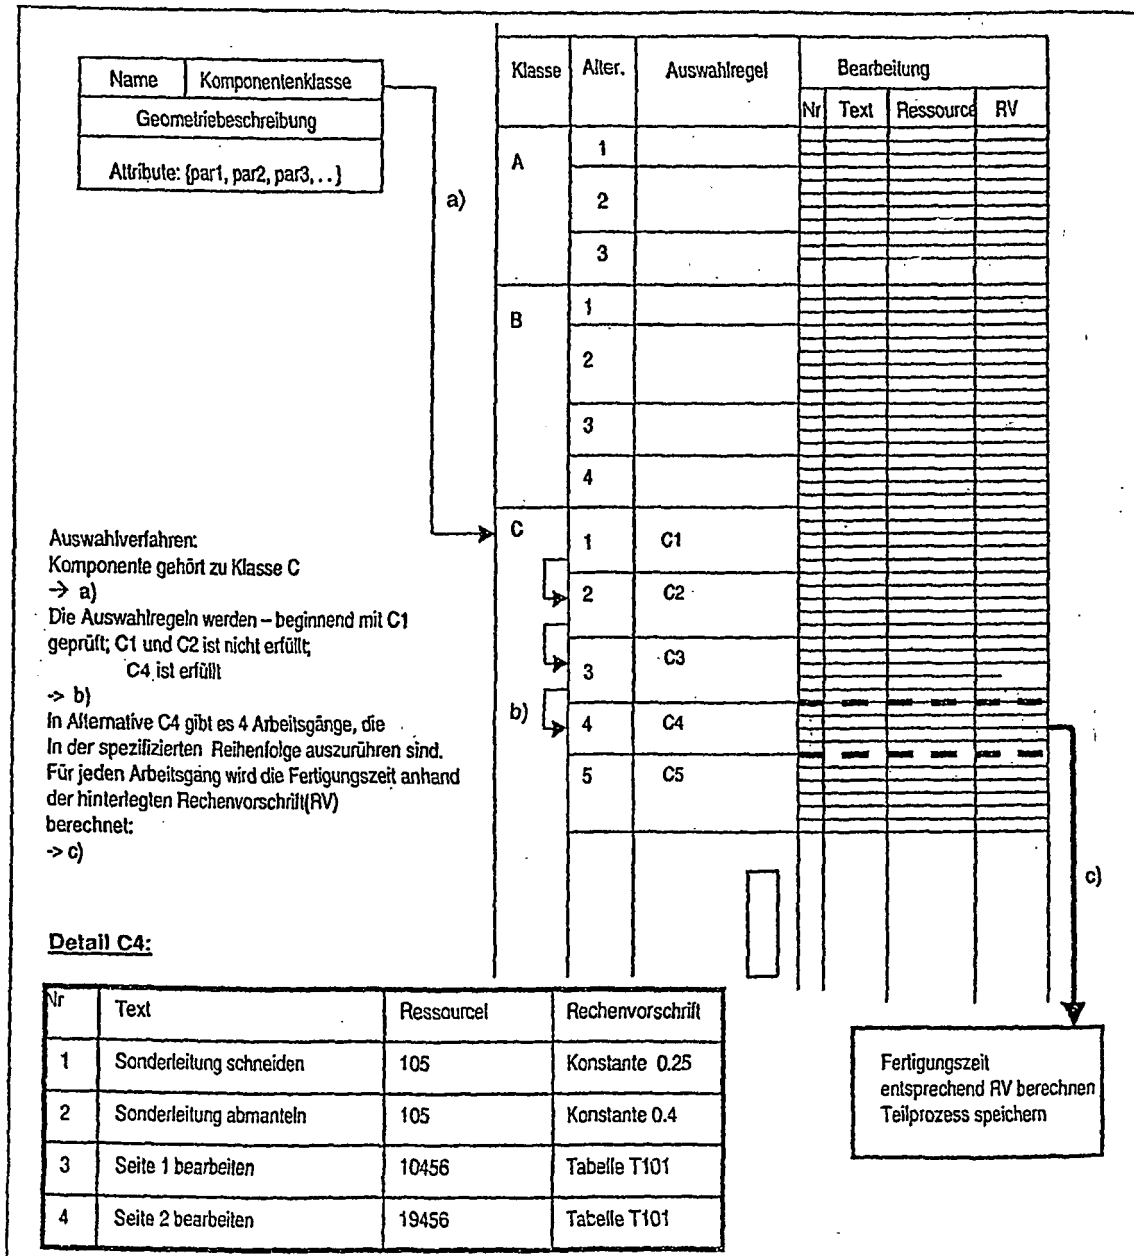 Name Komponentenklasse
Geometriebeschreibung
Attribute: {par1, par2, par3, . . }
a)
Klasse Alter. Auswahlregel Bearbeitung
Nr Text Ressource RV
A
1
2
3
B
1
2
3
4
C
1 C1
2 C2
3 C3
b) 4 C4
5 C5
Auswahlverfahren:
Komponente gehört zu Klasse C
-> a)
Die Auswahlregeln werden – beginnend mit C1
geprüft; C1 und C2 ist nicht erfüllt;
C4 ist erfüllt
-> b)
In Alternative C4 gibt es 4 Arbeitsgänge, die
In der spezifizierten Reihenfolge auszurühren sind.
Für jeden Arbeitsgang wird die Fertigungszeit anhand
der hinterlegten Rechenvorschrift(RV)
berechnet:
-> c)
c)
Fertigungszeit
entsprechend RV berechnen
Teilprozess speichern
Detail C4:
Nr Text Ressourcel Rechenvorschrift
1 Sonderleitung schneiden 105 Konstante 0.25
2 Sonderleitung abmanteln 105 Konstante 0.4
3 Seite 1 bearbeiten 10456 Tabelle T101
4 Seite 2 bearbeiten 19456 Tabelle T101